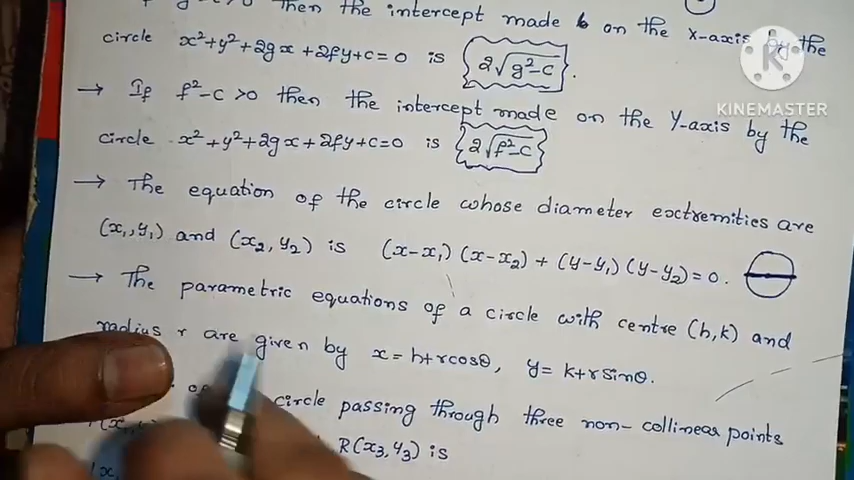 then the intercept made on the x-axis by the
circle x²+y²+2gx+2fy+c=0 is 2√g²-c.
→ If f²-c>0 then the intercept made on the Y-axis by the
circle x²+y²+2gx+2fy+c=0 is 2√f²-c
→ The equation of the circle whose diameter exctremities are
(x₁,y₁) and (x₂,y₂) is (x-x₁)(x-x₂)+(y-y₁)(y-y₂)=0.
→ The parametric equations of a circle with centre (h,k) and
radius r are given by x=h+rcosθ, y=k+rsinθ.
circle passing through three non-collinear points
R(x₃,y₃) is
KINEMASTER